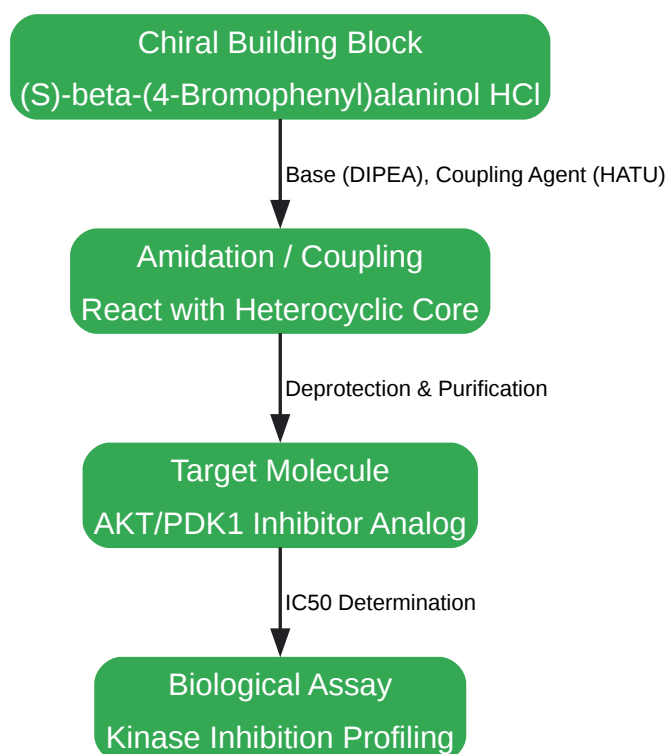 Chiral Building Block
(S)-beta-(4-Bromophenyl)alaninol HCl
Base (DIPEA), Coupling Agent (HATU)
Amidation / Coupling
React with Heterocyclic Core
Deprotection & Purification
Target Molecule
AKT/PDK1 Inhibitor Analog
IC50 Determination
Biological Assay
Kinase Inhibition Profiling